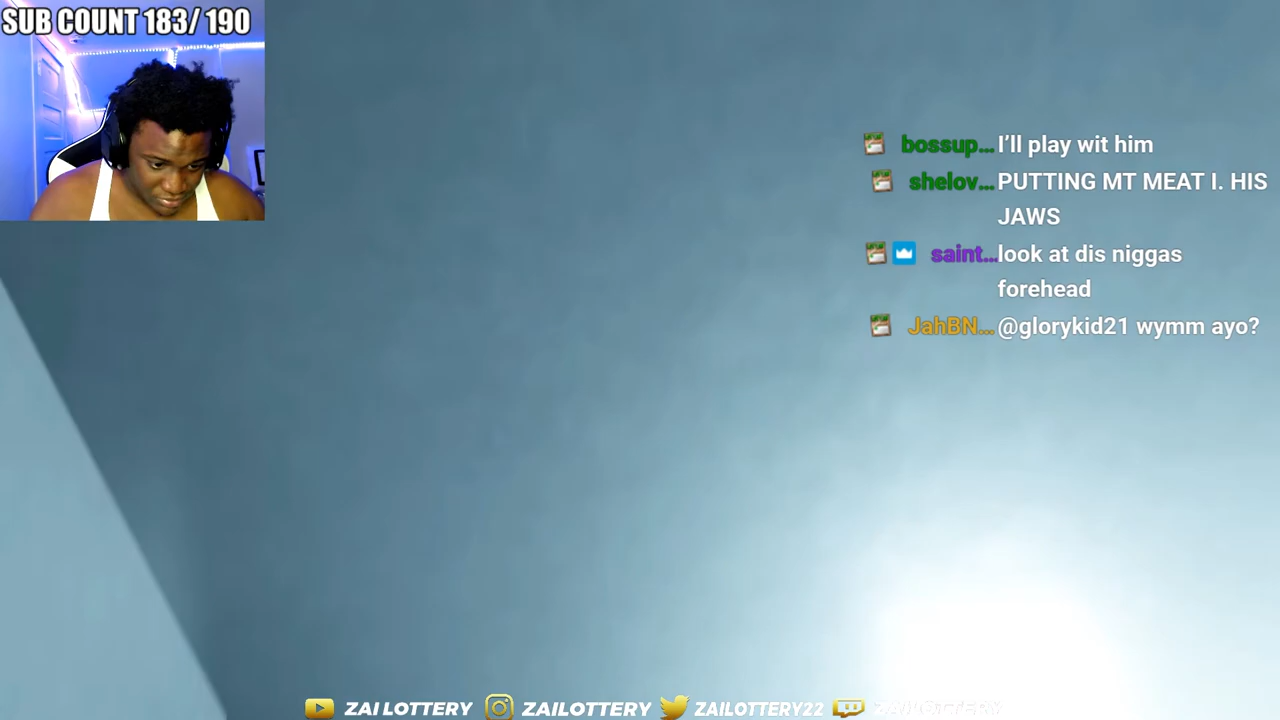 SUB COUNT 183/ 190
bossup... I’ll play wit him
shelov... PUTTING MT MEAT I. HIS
JAWS
saint... look at dis niggas
forehead
JahBN... @glorykid21 wymm ayo?
ZAI LOTTERY ZAILOTTERY ZAILOTTERY22 ZAILOTTERY